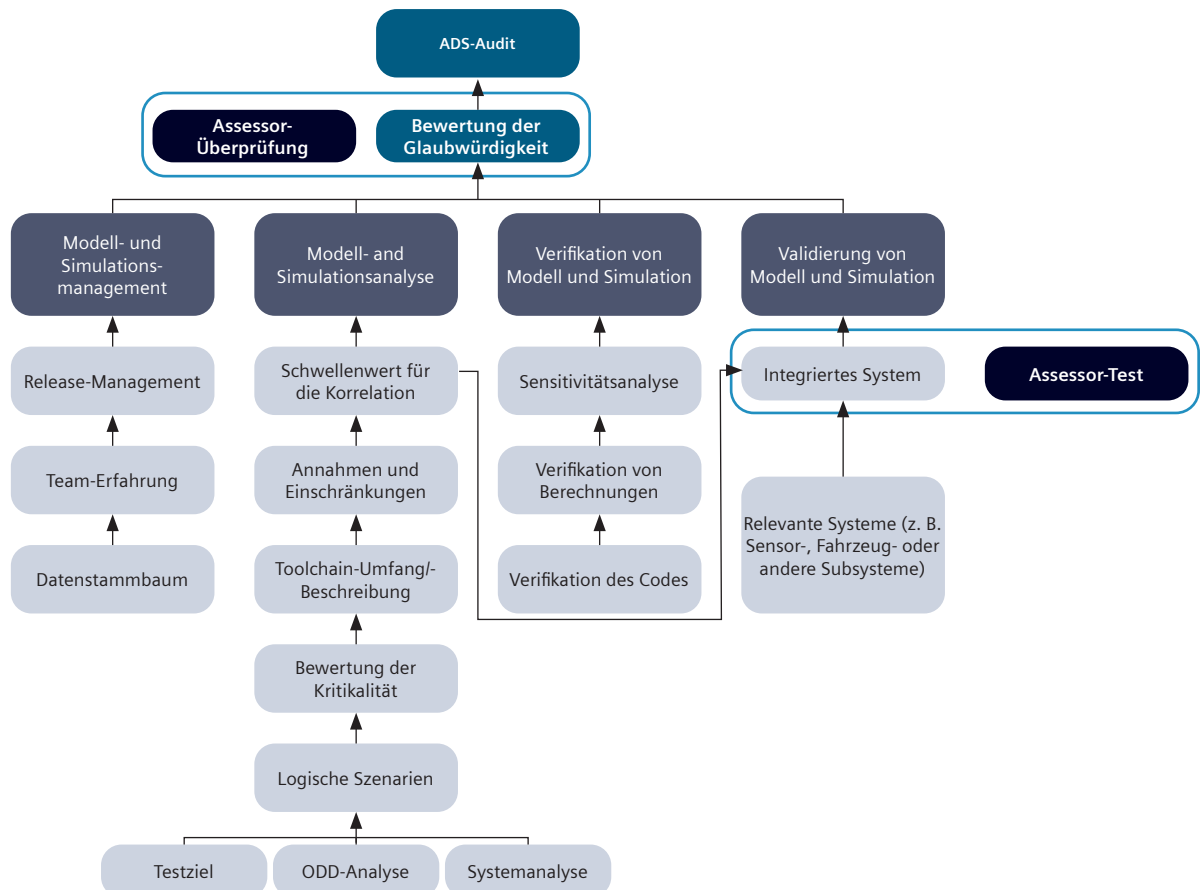 ADS-Audit
Assessor-
Überprüfung
Bewertung der
Glaubwürdigkeit
Modell- und
Simulations-
management
Modell- and
Simulationsanalyse
Verifikation von
Modell und Simulation
Validierung von
Modell und Simulation
Release-Management
Schwellenwert für
die Korrelation
Sensitivitätsanalyse
Integriertes System
Assessor-Test
Team-Erfahrung
Annahmen und
Einschränkungen
Verifikation von
Berechnungen
Relevante Systeme (z. B.
Sensor-, Fahrzeug- oder
andere Subsysteme)
Datenstammbaum
Toolchain-Umfang/-
Beschreibung
Verifikation des Codes
Bewertung der
Kritikalität
Logische Szenarien
Testziel
ODD-Analyse
Systemanalyse